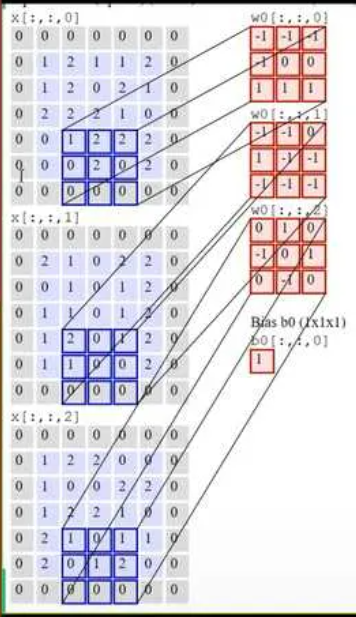 x[:,:,0]
0 0 0 0 0 0 0
0 1 2 1 1 2 0
0 1 2 0 2 1 0
0 2 2 2 1 0 0
0 0 1 2 2 2 0
0 0 0 2 0 2 0
0 0 0 0 0 0 0
x[:,:,1]
0 0 0 0 0 0 0
0 2 1 0 2 2 0
0 0 1 0 1 2 0
0 1 1 0 1 2 0
0 1 2 0 1 2 0
0 1 1 0 0 2 0
0 0 0 0 0 0 0
x[:,:,2]
0 0 0 0 0 0 0
0 1 2 2 0 0 0
0 1 0 0 2 2 0
0 1 2 2 1 0 0
0 2 1 0 1 1 0
0 2 0 1 2 0 0
0 0 0 0 0 0 0
w0[:,:,0]
-1 -1 -1
-1 0 0
1 1 1
w0[:,:,1]
-1 -1 0
1 -1 -1
-1 -1 -1
w0[:,:,2]
0 1 0
-1 0 1
0 -1 0
Bias b0 (1x1x1)
b0[:,:,0]
1